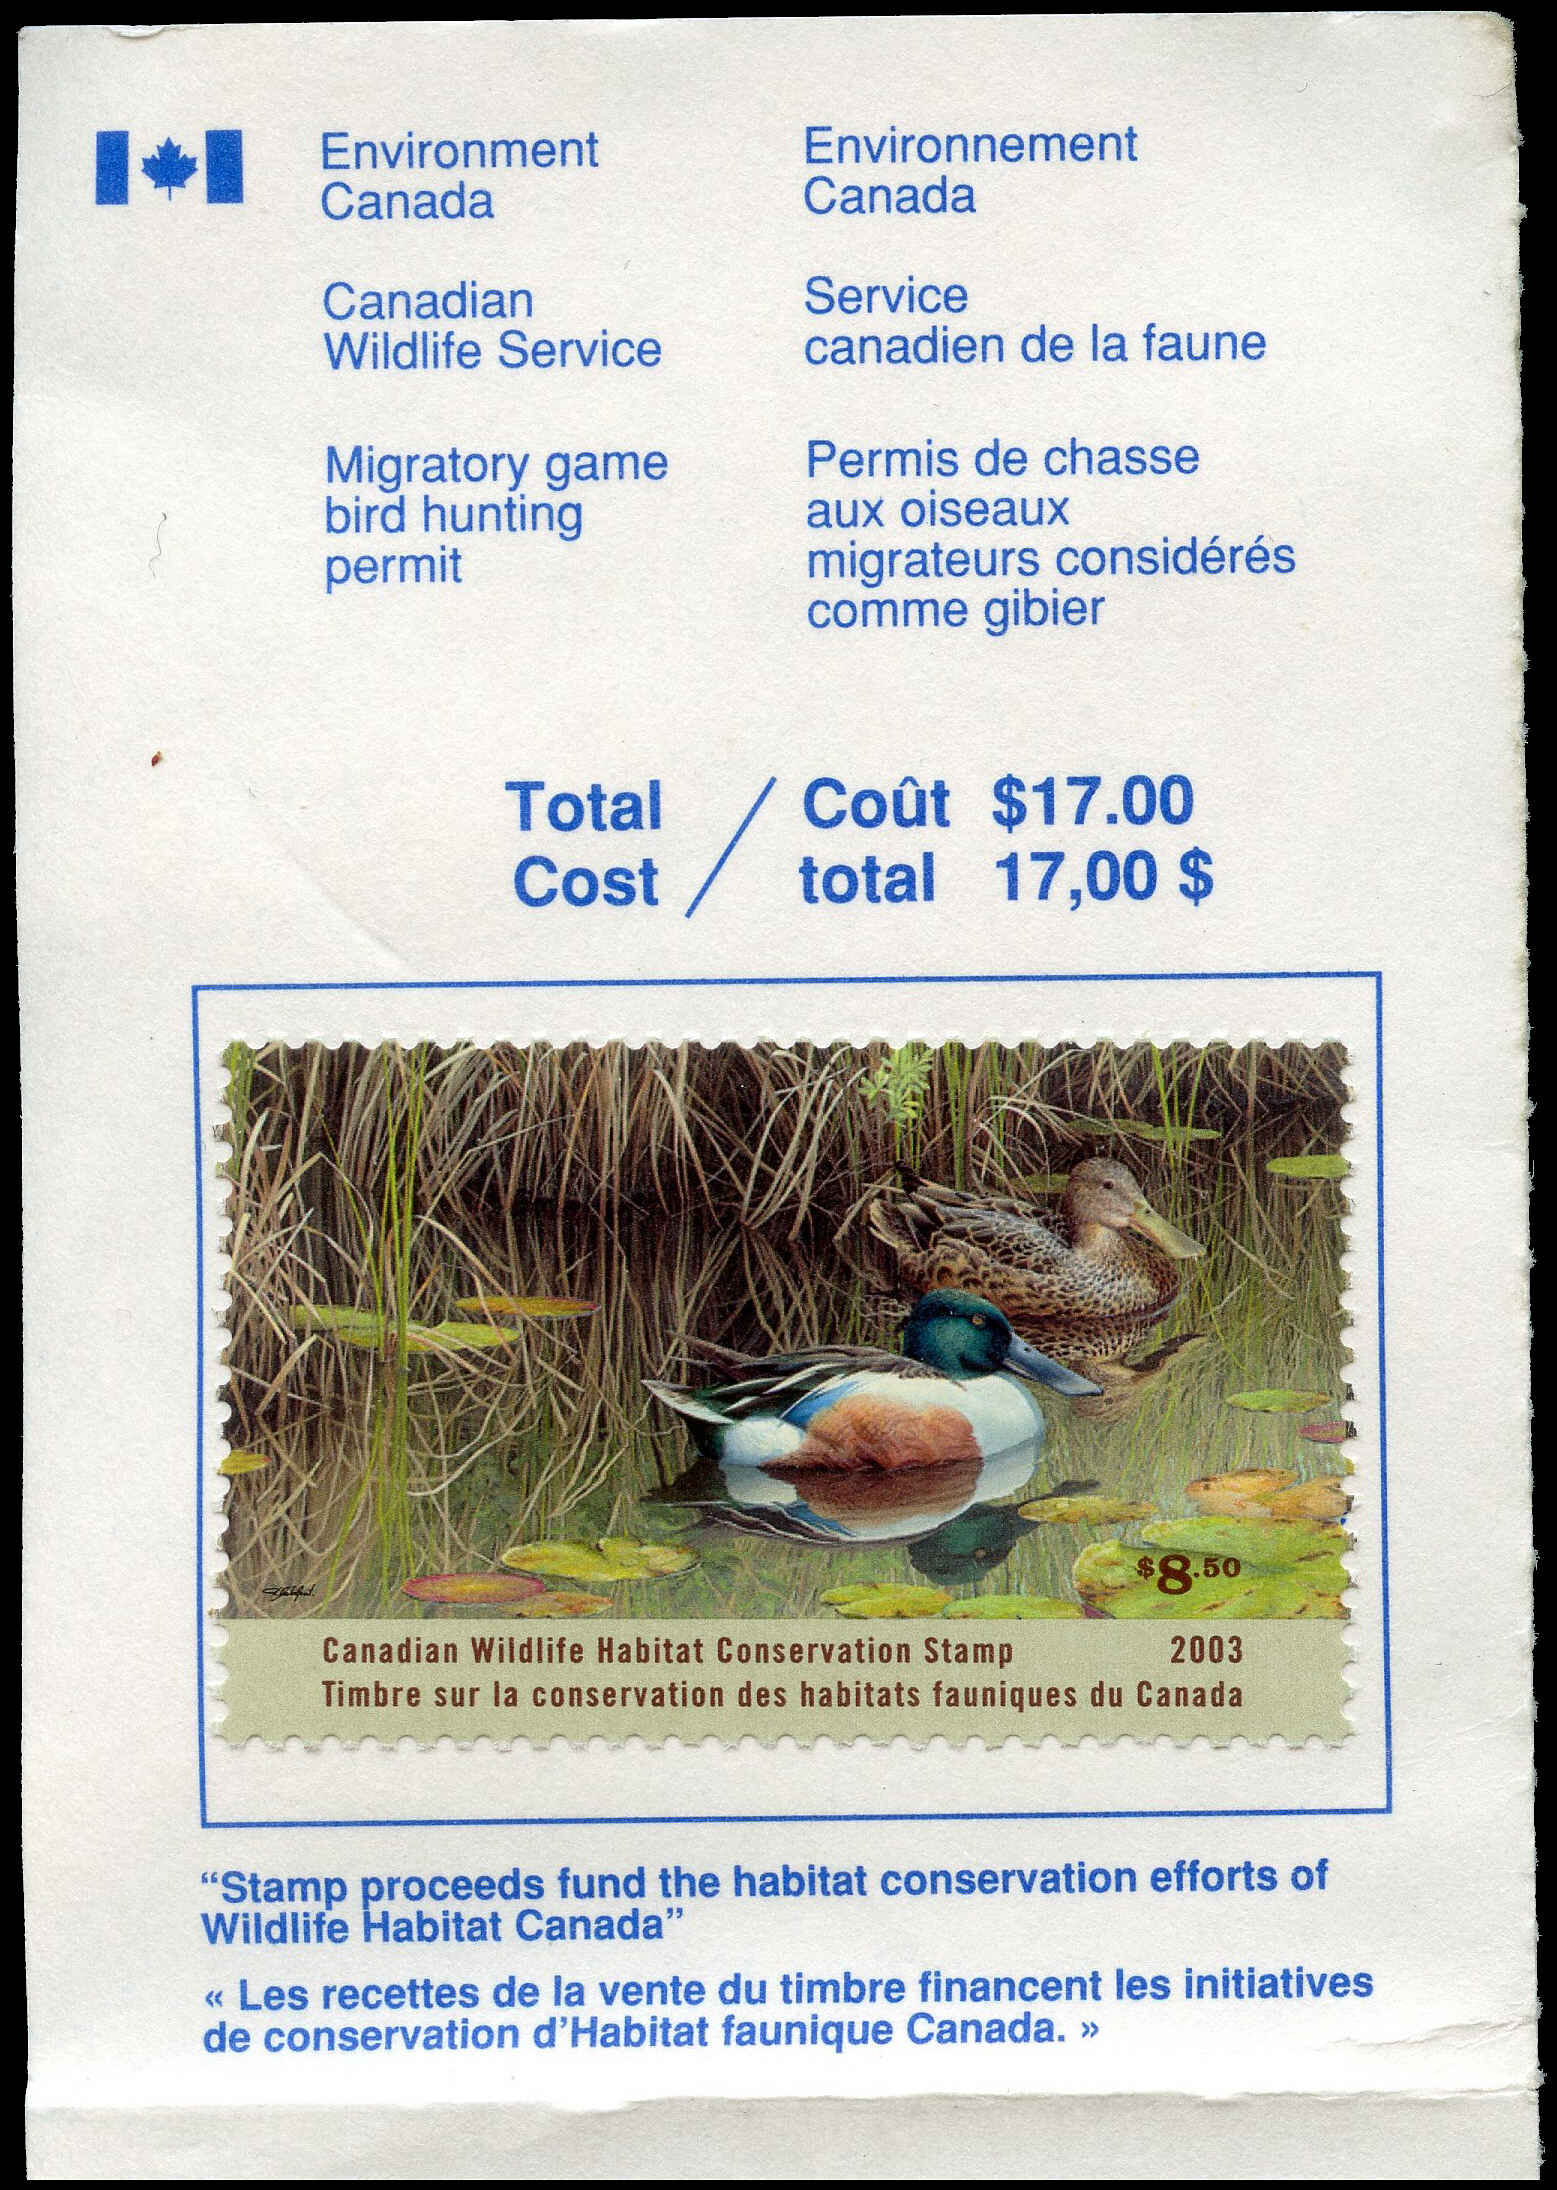 Environment
Canada
Environnement
Canada
Canadian
Wildlife Service
Service
canadien de la faune
Migratory game
bird hunting
permit
Permis de chasse
aux oiseaux
migrateurs considérés
comme gibier
Total / Coût $17.00
Cost / total 17,00 $
$8.50
Canadian Wildlife Habitat Conservation Stamp 2003
Timbre sur la conservation des habitats fauniques du Canada
“Stamp proceeds fund the habitat conservation efforts of
Wildlife Habitat Canada”
« Les recettes de la vente du timbre financent les initiatives
de conservation d’Habitat faunique Canada. »